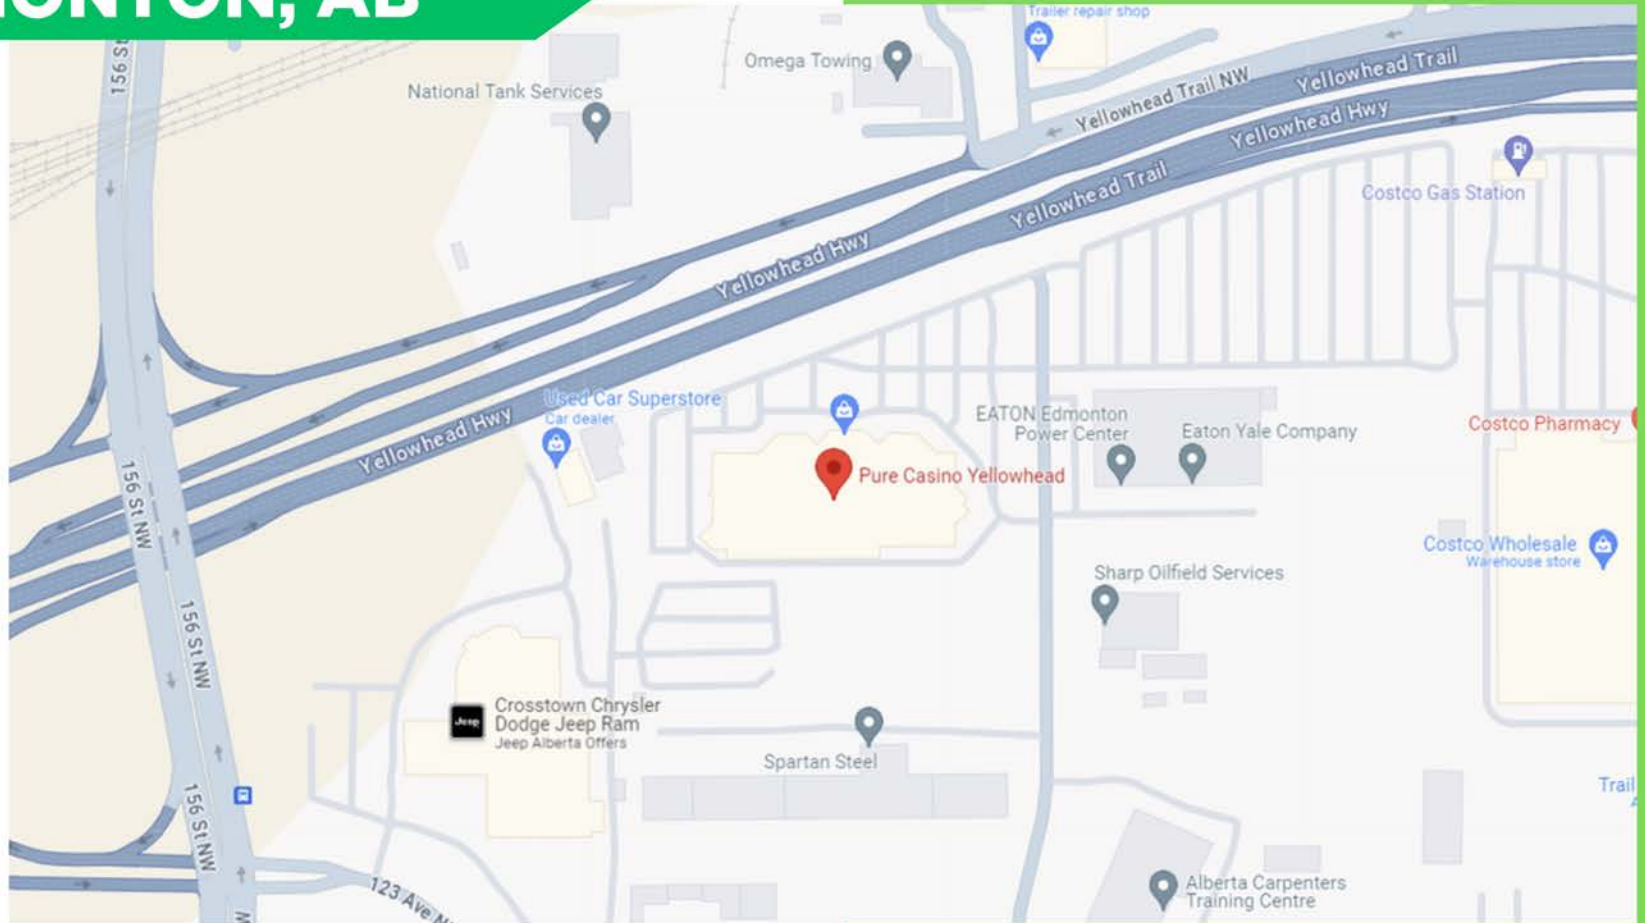 MONTON, AB
Trailer repair shop
156 St
Omega Towing
National Tank Services
Yellowhead Trail NW
Yellowhead Trail
Yellowhead Hwy
Yellowhead Trail
Costco Gas Station
Yellowhead Hwy
Used Car Superstore
Car dealer
Yellowhead Hwy
EATON Edmonton
Power Center
Eaton Yale Company
Costco Pharmacy
Pure Casino Yellowhead
156 St NW
Costco Wholesale
Warehouse store
Sharp Oilfield Services
156 St NW
Crosstown Chrysler
Dodge Jeep Ram
Jeep Alberta Offers
Jeep
Spartan Steel
Trail
156 St NW
123 Ave N
Alberta Carpenters
Training Centre